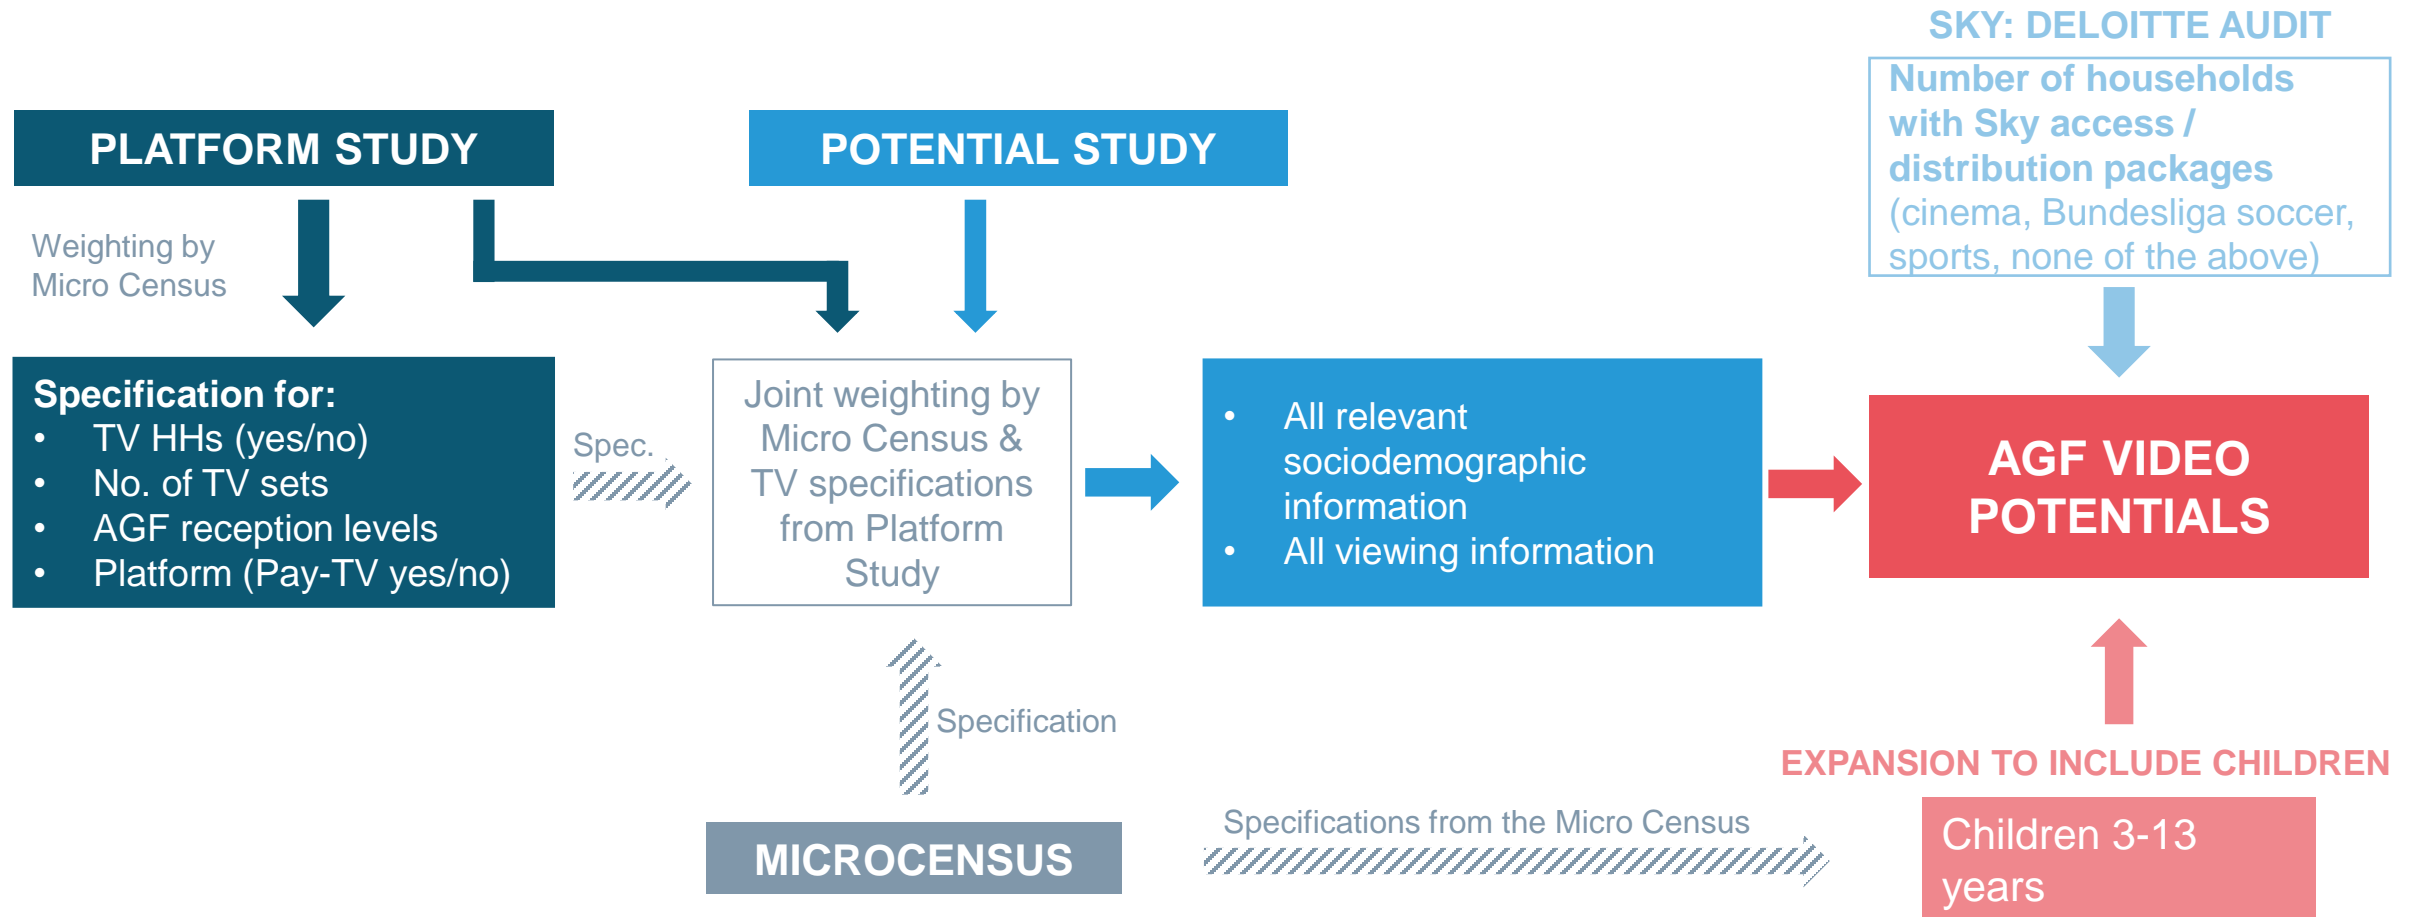 SKY: DELOITTE AUDIT
Number of households
with Sky access /
distribution packages
(cinema, Bundesliga soccer,
sports, none of the above)
PLATFORM STUDY
POTENTIAL STUDY
Weighting by
Micro Census
Specification for:
• TV HHs (yes/no)
• No. of TV sets
• AGF reception levels
• Platform (Pay-TV yes/no)
Spec.
Joint weighting by
Micro Census &
TV specifications
from Platform
Study
• All relevant
sociodemographic
information
• All viewing information
AGF VIDEO
POTENTIALS
Specification
MICROCENSUS
Specifications from the Micro Census
EXPANSION TO INCLUDE CHILDREN
Children 3-13
years